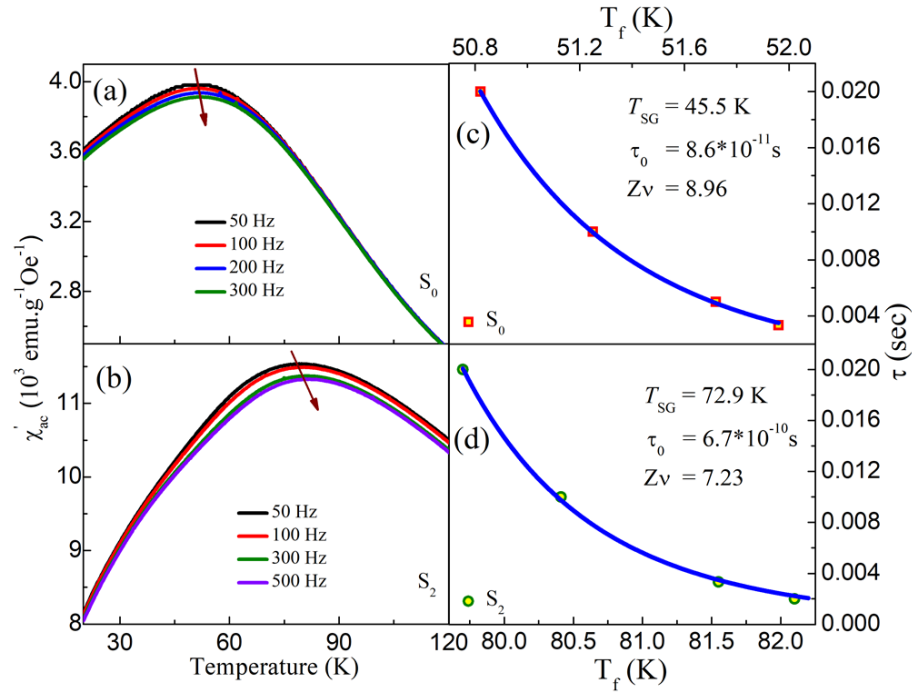 T_f (K)
50.8 51.2 51.6 52.0
4.0
3.6
3.2
2.8
(a)
50 Hz
100 Hz
200 Hz
300 Hz
S_0
(c)
T_SG = 45.5 K
τ_0 = 8.6*10^-11 s
Zν = 8.96
S_0
0.020
0.016
0.012
0.008
0.004
χ'_ac (10^3 emu.g^-1 Oe^-1)
τ (sec)
11
10
9
8
(b)
50 Hz
100 Hz
300 Hz
500 Hz
S_2
30 60 90 120
Temperature (K)
(d)
T_SG = 72.9 K
τ_0 = 6.7*10^-10 s
Zν = 7.23
S_2
0.020
0.016
0.012
0.008
0.004
0.000
80.0 80.5 81.0 81.5 82.0
T_f (K)